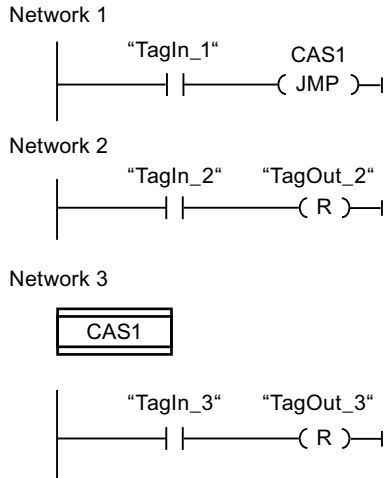 Network 1
“TagIn_1“ CAS1
JMP
Network 2
“TagIn_2“ “TagOut_2“
R
Network 3
CAS1
“TagIn_3“ “TagOut_3“
R